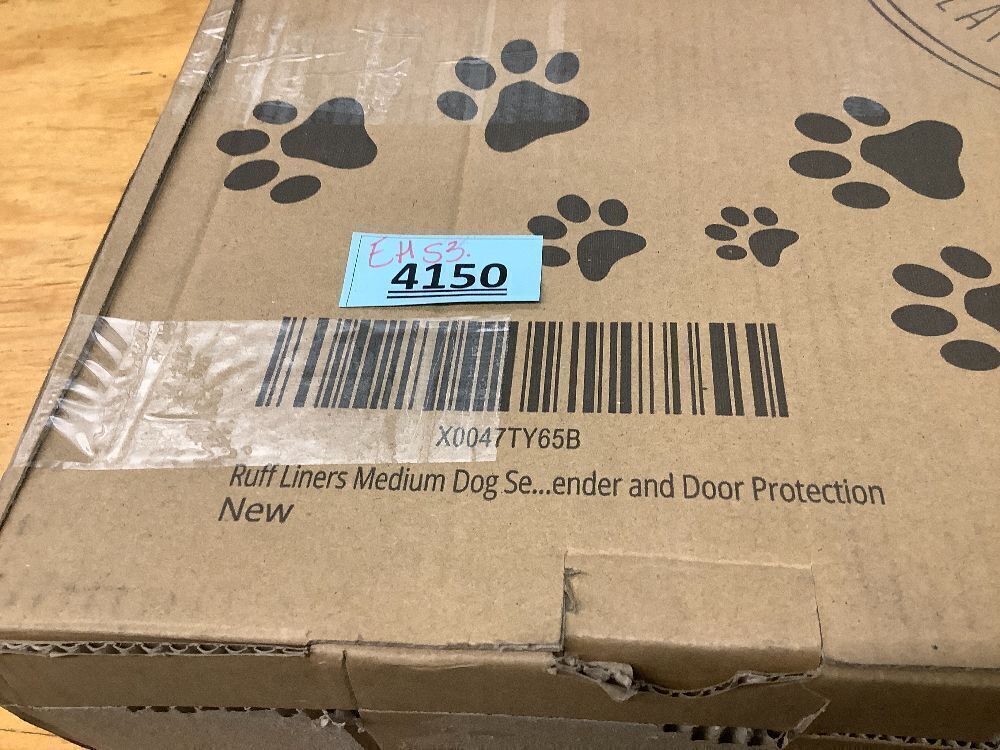 EHS3.
4150
X0047TY65B
Ruff Liners Medium Dog Se...ender and Door Protection
New